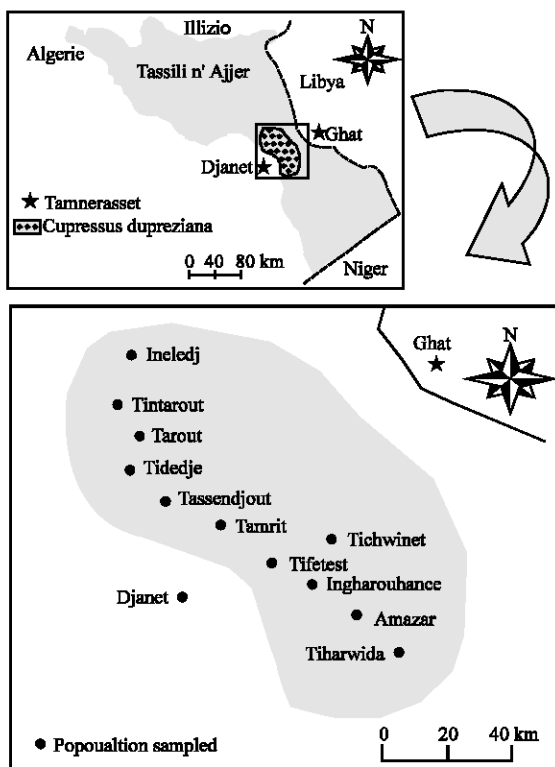 Illizio
N
Algerie
Tassili n' Ajjer
Libya
Ghat
Djanet
Tamnerasset
Cupressus dupreziana
0 40 80 km
Niger
Ghat
N
Ineledj
Tintarout
Tarout
Tidedje
Tassendjout
Tamrit
Tichwinet
Tifetest
Ingharouhance
Djanet
Amazar
Tiharwida
Popoualtion sampled
0 20 40 km